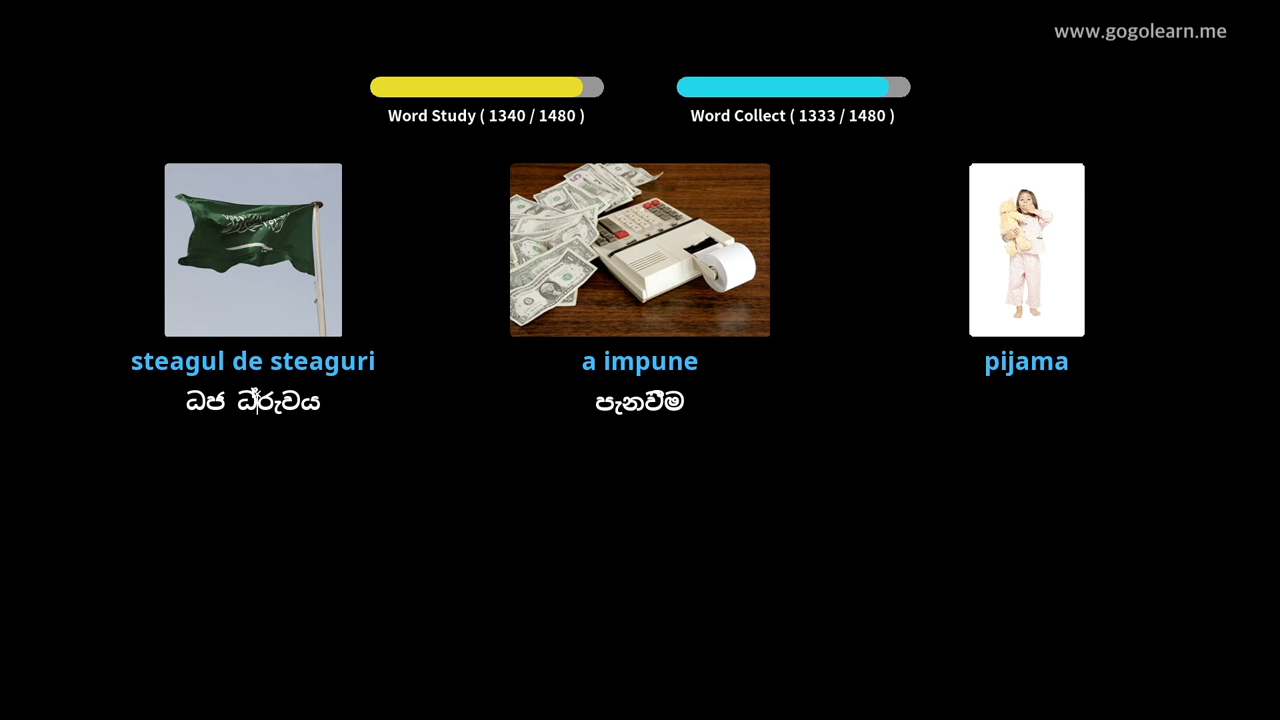 www.gogolearn.me
Word Study ( 1340 / 1480 )
Word Collect ( 1333 / 1480 )
steagul de steaguri
a impune
pijama
ධජ ධ්‍රැරුවය
පැනවීම